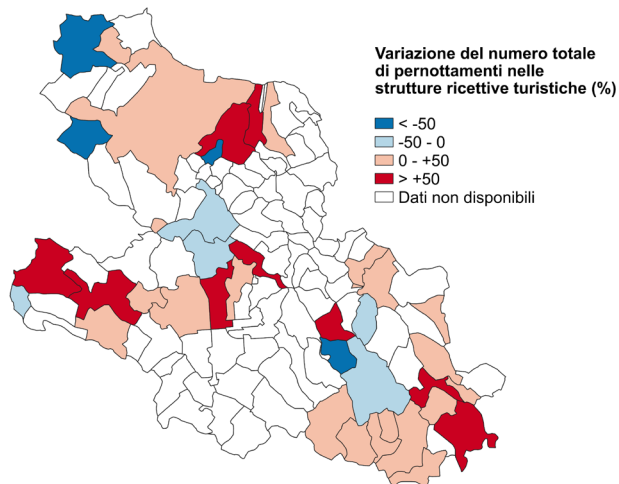 Variazione del numero totale
di pernottamenti nelle
strutture ricettive turistiche (%)
< -50
-50 - 0
0 - +50
> +50
Dati non disponibili